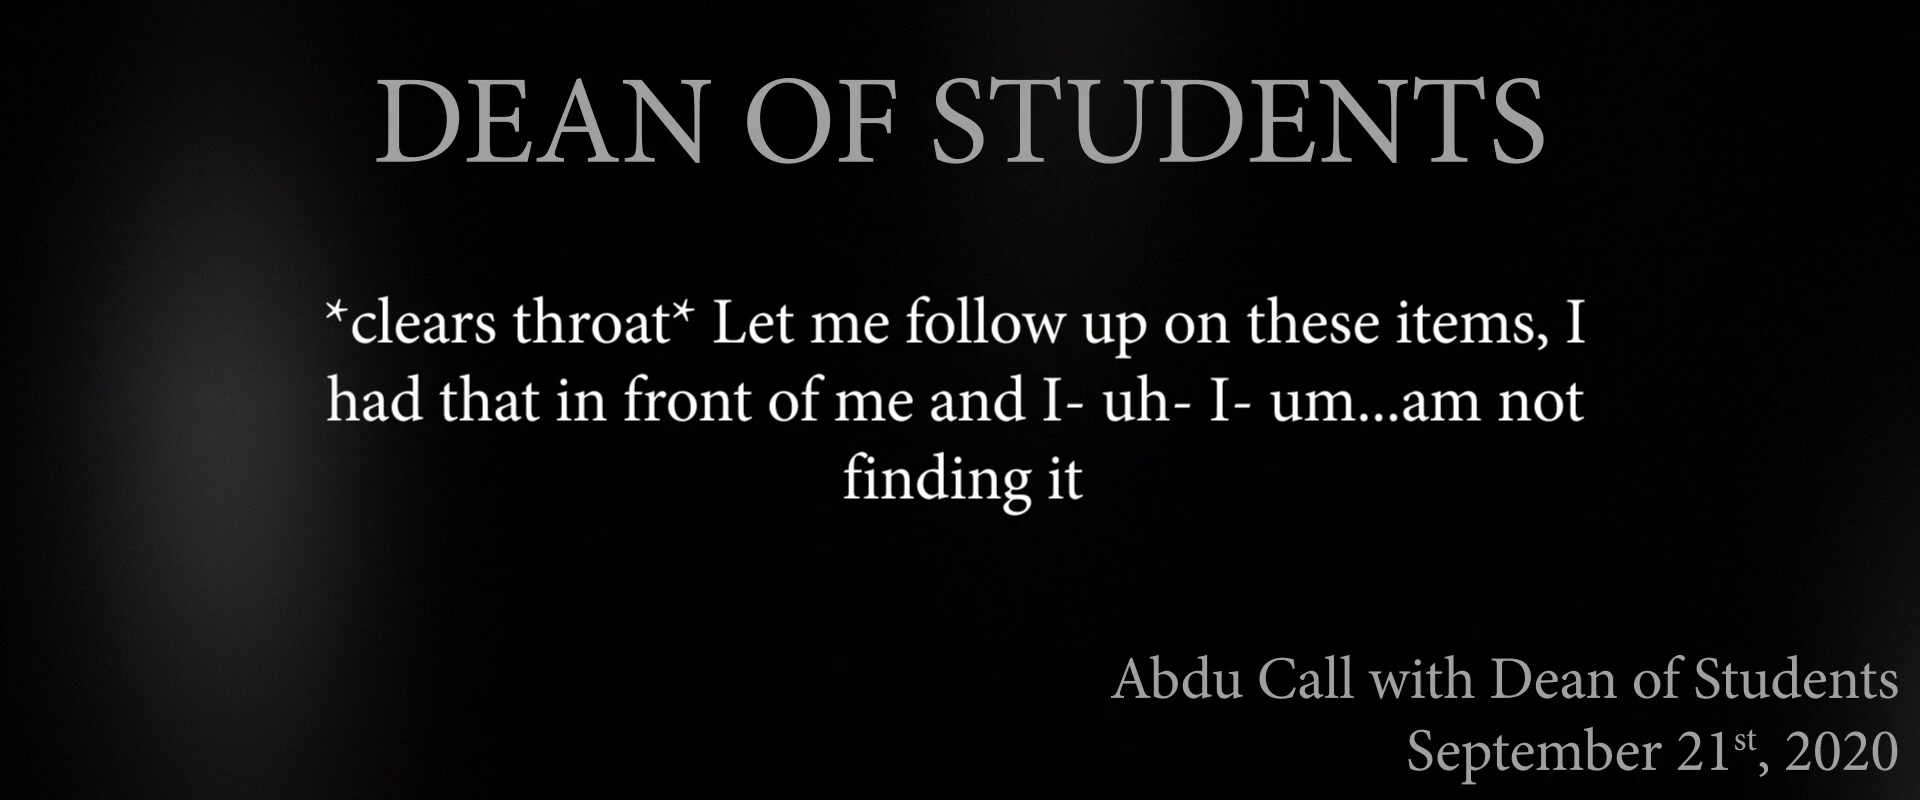 DEAN OF STUDENTS
*clears throat* Let me follow up on these items, I
had that in front of me and I- uh- I- um...am not
finding it
Abdu Call with Dean of Students
September 21st, 2020